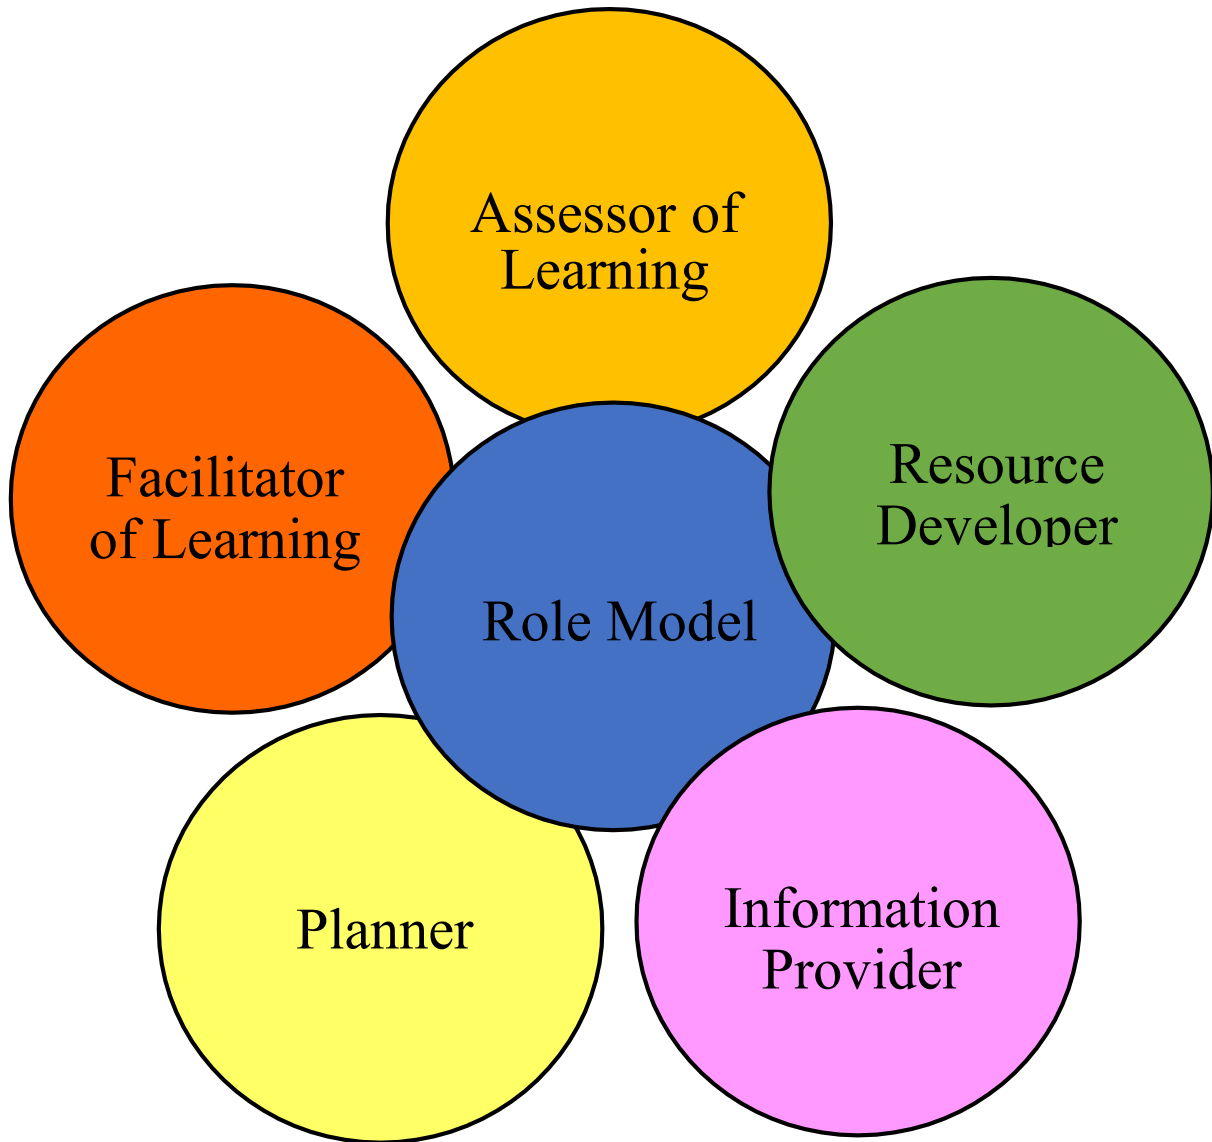 Assessor of
Learning
Facilitator
of Learning
Resource
Developer
Role Model
Planner
Information
Provider